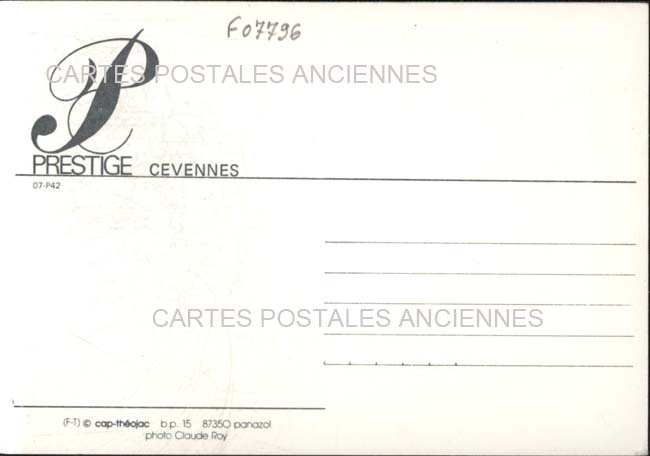 F07796
CARTES POSTALES ANCIENNES
P
PRESTIGE CEVENNES
07-P42
CARTES POSTALES ANCIENNES
(F-T) © cap-théojac b.p. 15 87350 panazol
photo Claude Roy